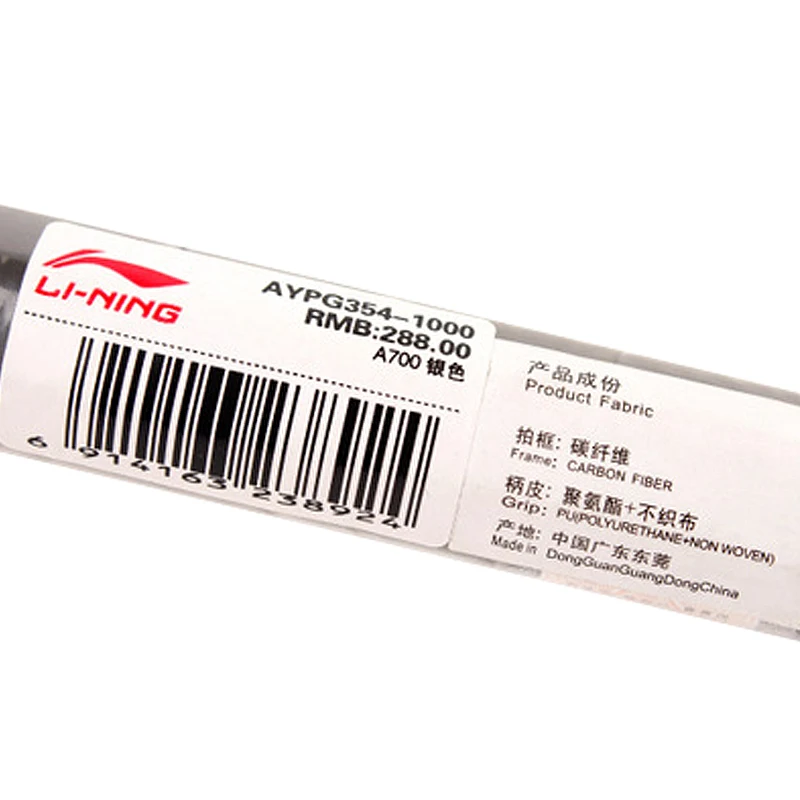 LI-NING
AYPG354-1000
RMB:288.00
A700 银色
6 914163 238924
产品成份
Product Fabric
拍框: 碳纤维
Frame: CARBON FIBER
柄皮: 聚氨酯+不织布
Grip: PU(POLYURETHANE+NON WOVEN)
产地: 中国广东东莞
Made in DongGuanGuangDongChina